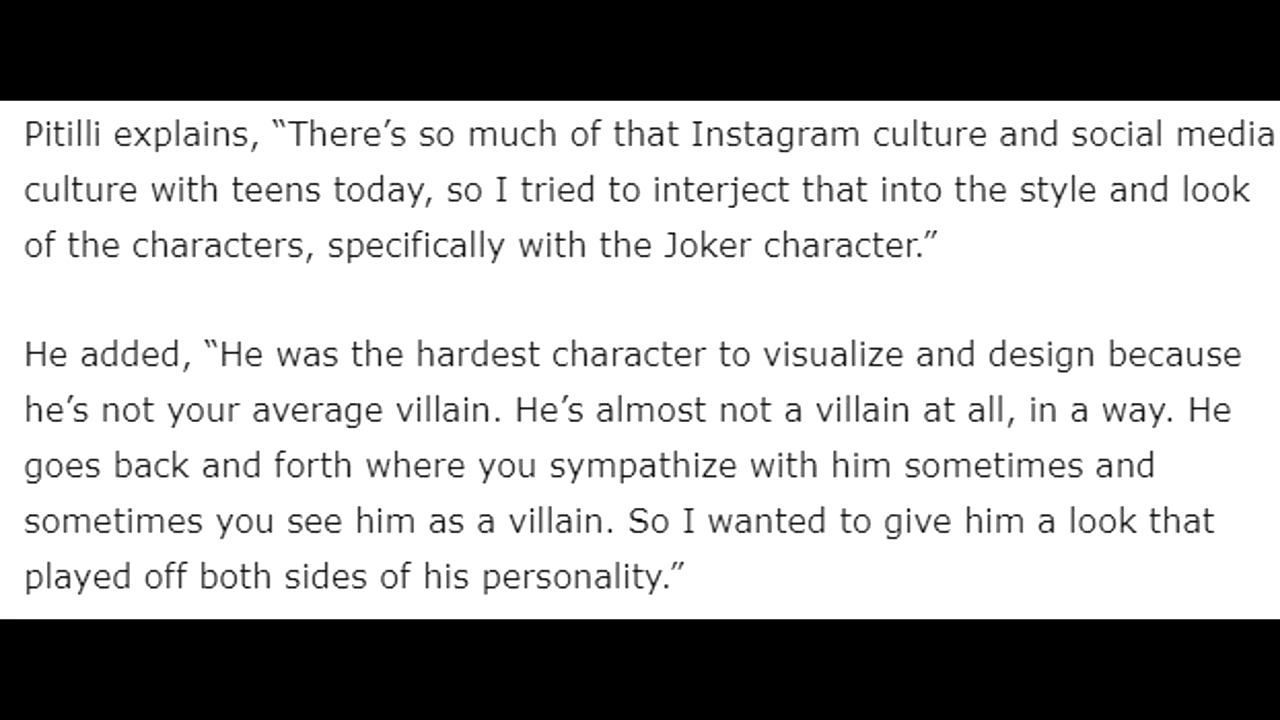 Pitilli explains, “There’s so much of that Instagram culture and social media
culture with teens today, so I tried to interject that into the style and look
of the characters, specifically with the Joker character.”
He added, “He was the hardest character to visualize and design because
he’s not your average villain. He’s almost not a villain at all, in a way. He
goes back and forth where you sympathize with him sometimes and
sometimes you see him as a villain. So I wanted to give him a look that
played off both sides of his personality.”